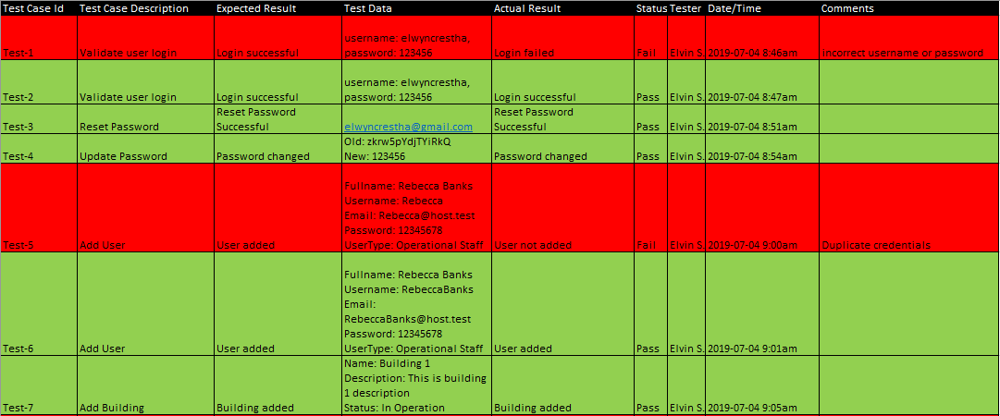 Test Case Id Test Case Description Expected Result Test Data Actual Result Status Tester Date/Time Comments
username: elwyncrestha,
Test-1 Validate user login Login successful password: 123456 Login failed Fail Elvin S. 2019-07-04 8:46am incorrect username or password
username: elwyncrestha,
Test-2 Validate user login Login successful password: 123456 Login successful Pass Elvin S. 2019-07-04 8:47am
Reset Password Reset Password
Test-3 Reset Password Successful elwyncrestha@gmail.com Successful Pass Elvin S. 2019-07-04 8:51am
Old: zkrw5pYdjTYiRkQ
Test-4 Update Password Password changed New: 123456 Password changed Pass Elvin S. 2019-07-04 8:54am
Fullname: Rebecca Banks
Username: Rebecca
Email: Rebecca@host.test
Password: 12345678
Test-5 Add User User added UserType: Operational Staff User not added Fail Elvin S. 2019-07-04 9:00am Duplicate credentials
Fullname: Rebecca Banks
Username: RebeccaBanks
Email:
RebeccaBanks@host.test
Password: 12345678
Test-6 Add User User added UserType: Operational Staff User added Pass Elvin S. 2019-07-04 9:01am
Name: Building 1
Description: This is building
1 description
Test-7 Add Building Building added Status: In Operation Building added Pass Elvin S. 2019-07-04 9:05am